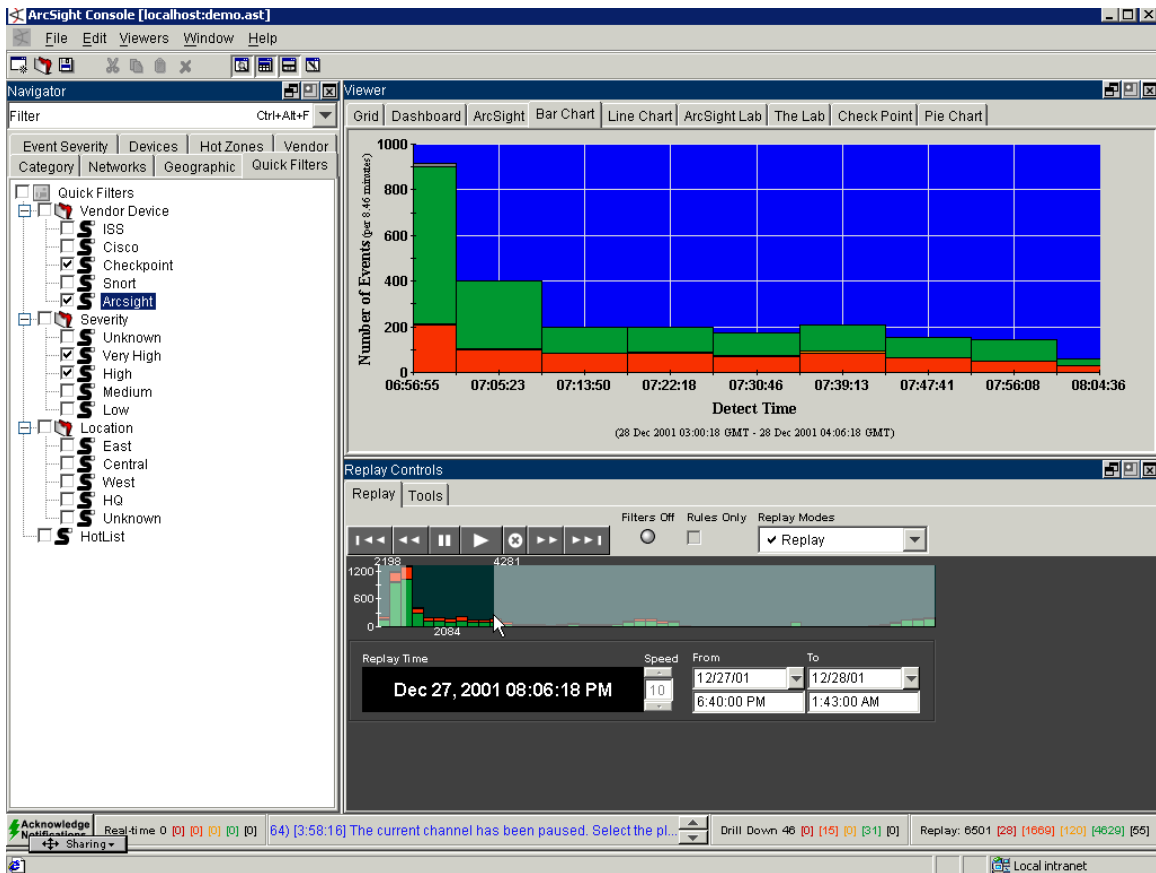 ArcSight Console [localhost:demo.ast]
File Edit Viewers Window Help
Navigator
Filter Ctrl+Alt+F
Event Severity Devices Hot Zones Vendor
Category Networks Geographic Quick Filters
Quick Filters
Vendor Device
ISS
Cisco
Checkpoint
Snort
Arcsight
Severity
Unknown
Very High
High
Medium
Low
Location
East
Central
West
HQ
Unknown
HotList
Viewer
Grid Dashboard ArcSight Bar Chart Line Chart ArcSight Lab The Lab Check Point Pie Chart
Number of Events (per 8.46 minutes)
1000
800
600
400
200
0
06:56:55 07:05:23 07:13:50 07:22:18 07:30:46 07:39:13 07:47:41 07:56:08 08:04:36
Detect Time
(28 Dec 2001 03:00:18 GMT - 28 Dec 2001 04:06:18 GMT)
Replay Controls
Replay Tools
Filters Off Rules Only Replay Modes
Replay
2198 4281
1200
600
0
2084
Replay Time Speed From To
Dec 27, 2001 08:06:18 PM
10
12/27/01 12/28/01
6:40:00 PM 1:43:00 AM
Acknowledge
Notifications
Real-time 0 [0] [0] [0] [0] [0]
64) [3:58:16] The current channel has been paused. Select the pl...
Drill Down 46 [0] [15] [0] [31] [0]
Replay: 6501 [28] [1669] [120] [4629] [55]
Sharing
Local intranet